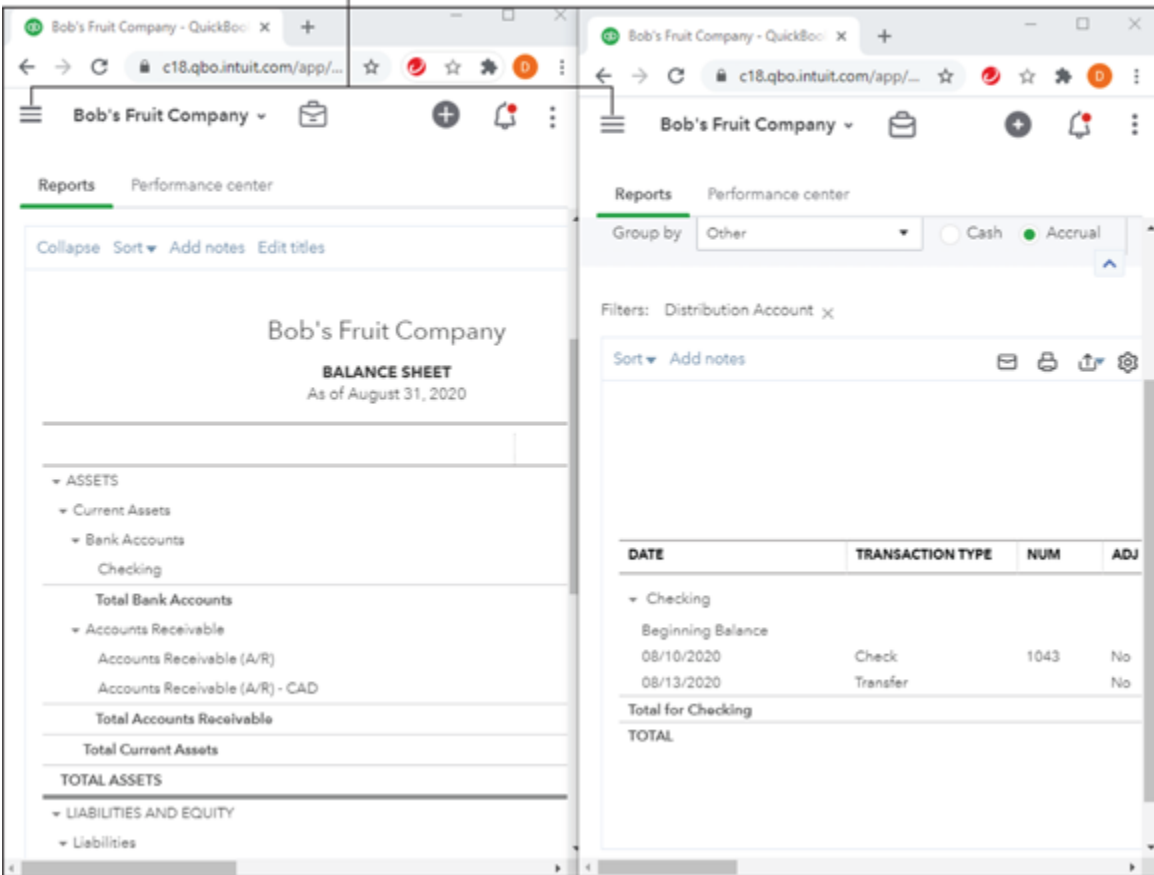 Bob's Fruit Company - QuickBoo
c18.qbo.intuit.com/app/...
D
Bob's Fruit Company
Reports Performance center
Collapse Sort Add notes Edit titles
Bob's Fruit Company
BALANCE SHEET
As of August 31, 2020
ASSETS
Current Assets
Bank Accounts
Checking
Total Bank Accounts
Accounts Receivable
Accounts Receivable (A/R)
Accounts Receivable (A/R) - CAD
Total Accounts Receivable
Total Current Assets
TOTAL ASSETS
LIABILITIES AND EQUITY
Liabilities
Bob's Fruit Company - QuickBoo
c18.qbo.intuit.com/app/...
D
Bob's Fruit Company
Reports Performance center
Group by Other Cash Accrual
Filters: Distribution Account
Sort Add notes
DATE TRANSACTION TYPE NUM ADJ
Checking
Beginning Balance
08/10/2020 Check 1043 No
08/13/2020 Transfer No
Total for Checking
TOTAL